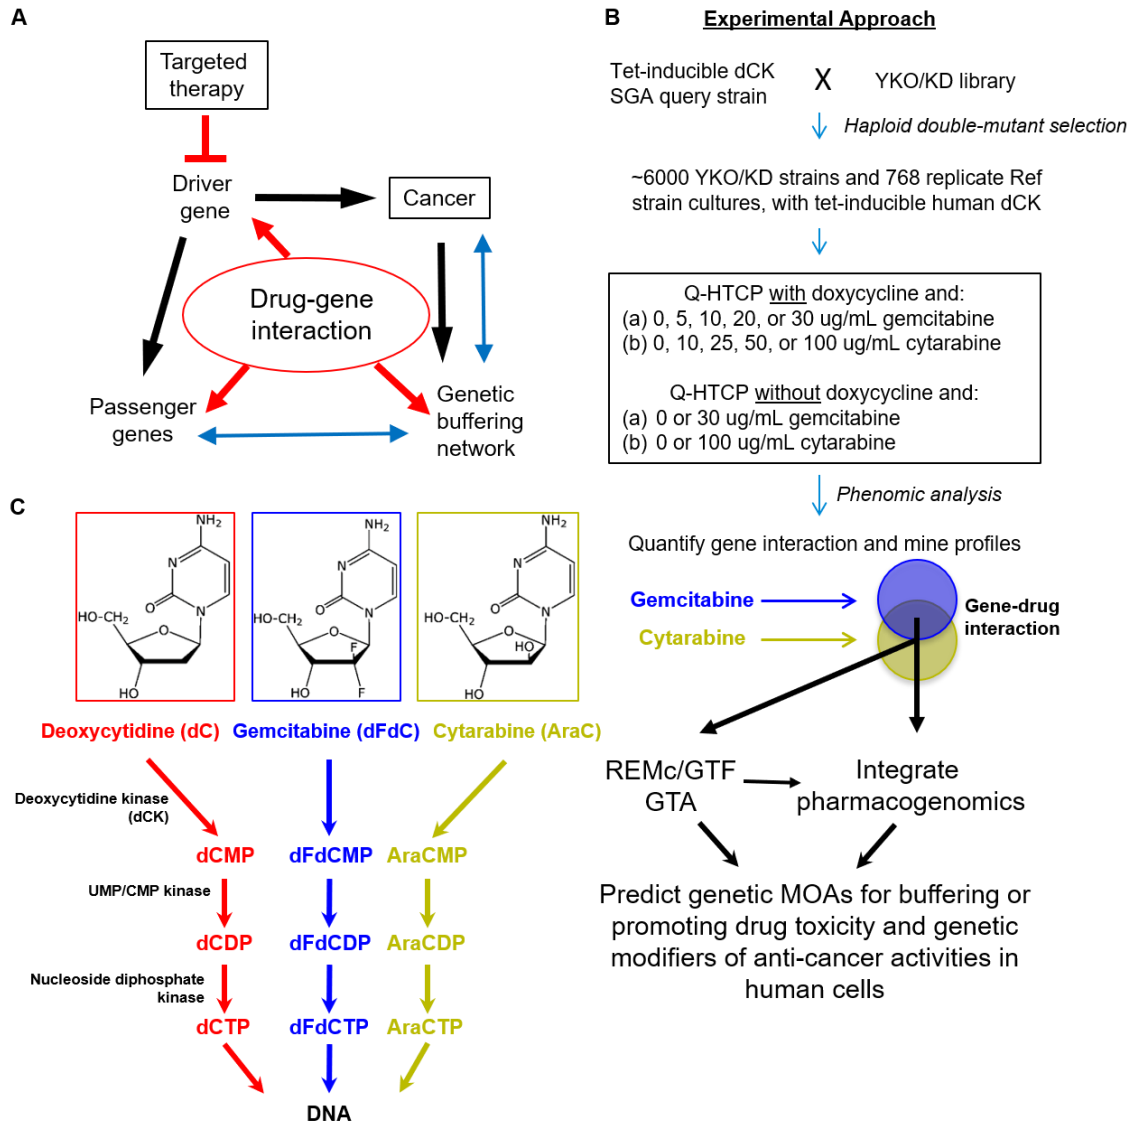 A
Targeted
therapy
Driver
gene
Cancer
Drug-gene
interaction
Passenger
genes
Genetic
buffering
network
B
Experimental Approach
Tet-inducible dCK
SGA query strain
X
YKO/KD library
Haploid double-mutant selection
~6000 YKO/KD strains and 768 replicate Ref
strain cultures, with tet-inducible human dCK
Q-HTCP with doxycycline and:
(a) 0, 5, 10, 20, or 30 ug/mL gemcitabine
(b) 0, 10, 25, 50, or 100 ug/mL cytarabine
Q-HTCP without doxycycline and:
(a) 0 or 30 ug/mL gemcitabine
(b) 0 or 100 ug/mL cytarabine
Phenomic analysis
Quantify gene interaction and mine profiles
Gemcitabine
Cytarabine
Gene-drug
interaction
REMc/GTF
GTA
Integrate
pharmacogenomics
Predict genetic MOAs for buffering or
promoting drug toxicity and genetic
modifiers of anti-cancer activities in
human cells
C
NH2
N
O
N
HO-CH2
O
HO
NH2
N
O
N
HO-CH2
O
F
HO
F
NH2
N
O
N
HO-CH2
O
HO
HO
Deoxycytidine (dC)
Gemcitabine (dFdC)
Cytarabine (AraC)
Deoxycytidine kinase
(dCK)
dCMP
dFdCMP
AraCMP
UMP/CMP kinase
dCDP
dFdCDP
AraCDP
Nucleoside diphosphate
kinase
dCTP
dFdCTP
AraCTP
DNA